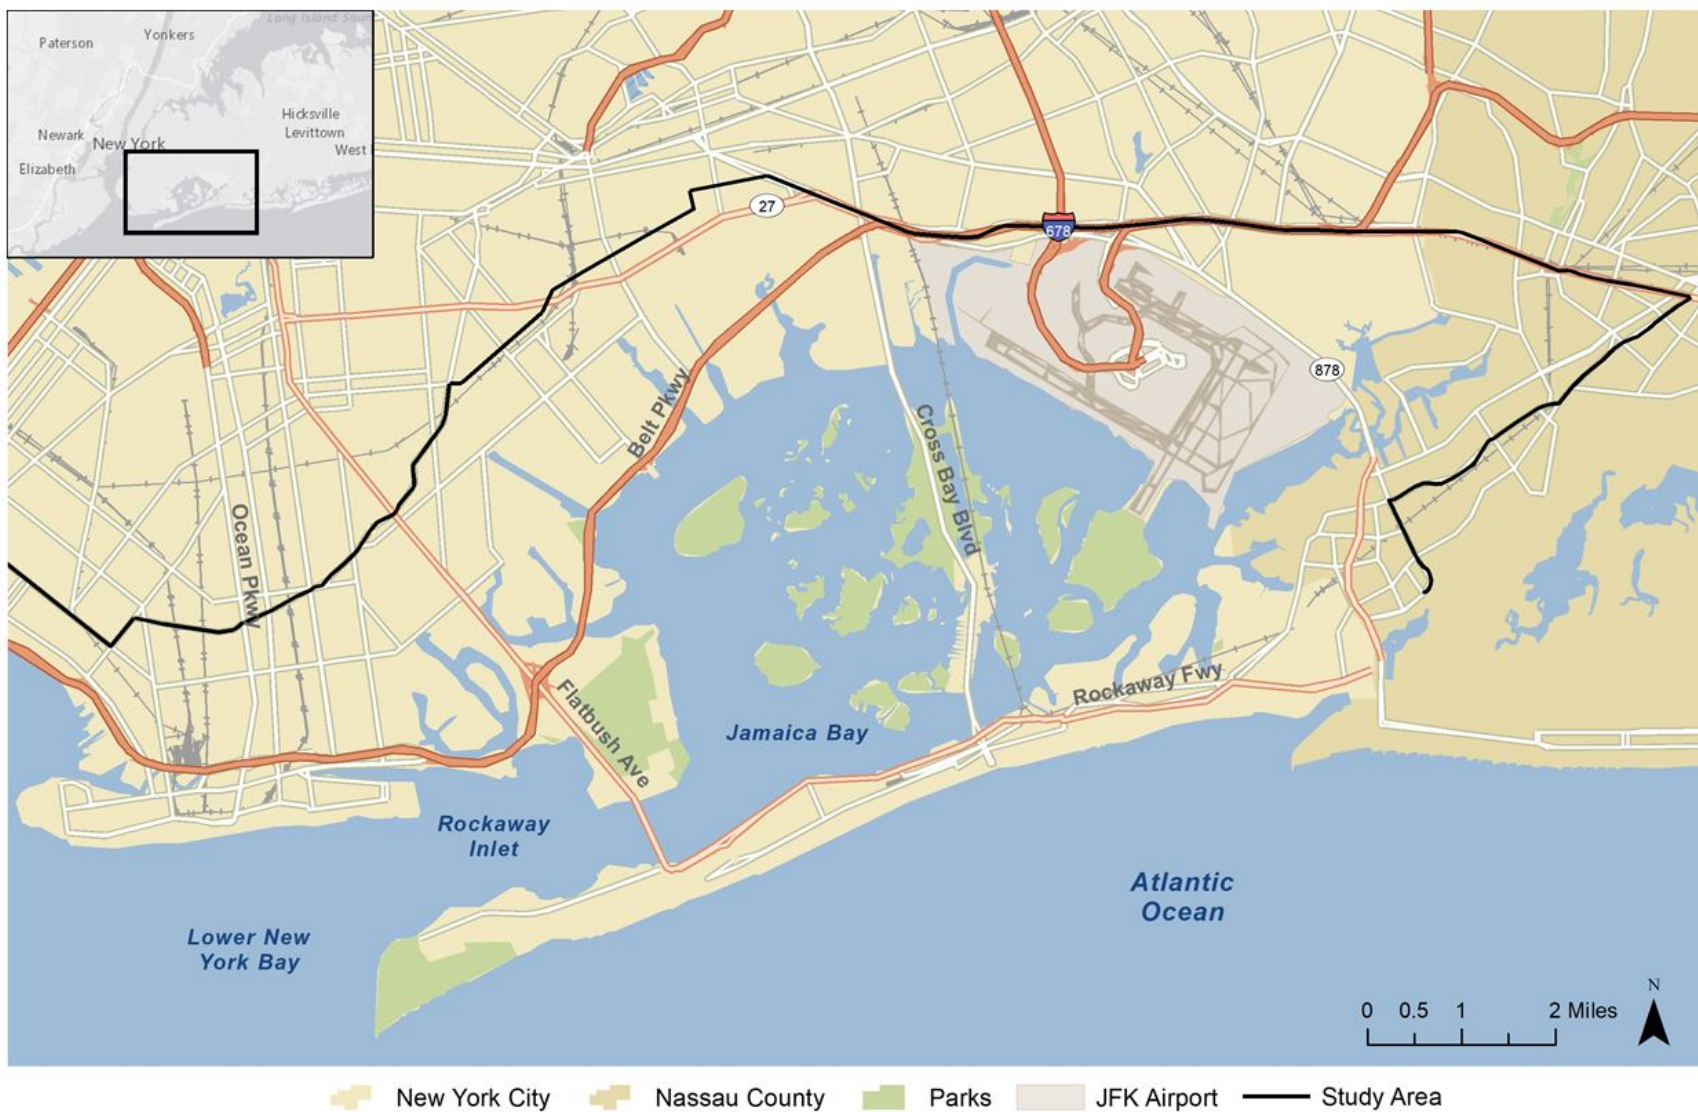 Long Island Soun
Paterson
Yonkers
Hicksville
Levittown
West
Newark
New York
Elizabeth
27
678
878
Belt Pkwy
Cross Bay Blvd
Ocean Pkwy
Flatbush Ave
Rockaway Fwy
Jamaica Bay
Rockaway
Inlet
Atlantic
Ocean
Lower New
York Bay
N
0 0.5 1 2 Miles
New York City
Nassau County
Parks
JFK Airport
Study Area